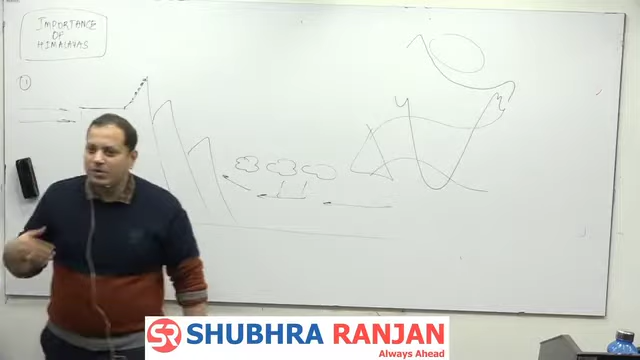 IMPORTANCE
OF
HIMALAYAS
1
SR SHUBHRA RANJAN
Always Ahead